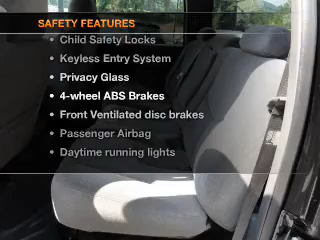 SAFETY FEATURES
• Child Safety Locks
• Keyless Entry System
• Privacy Glass
• 4-wheel ABS Brakes
• Front Ventilated disc brakes
• Passenger Airbag
• Daytime running lights